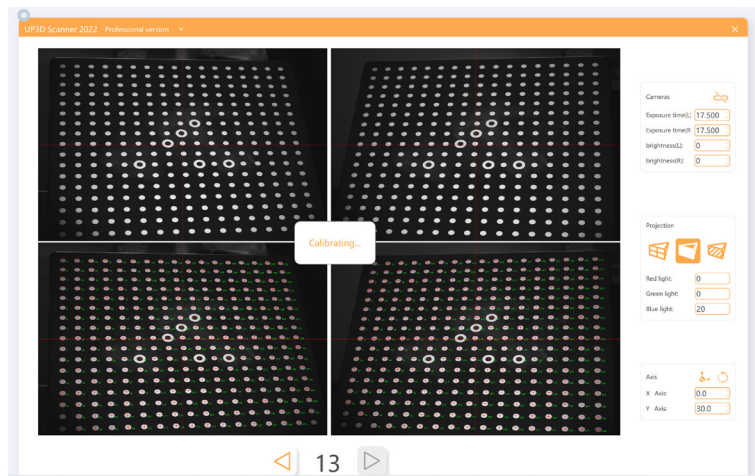 UP3D Scanner 2022 Professional version
Cameras
Exposure time(L): 17.500
Exposure time(R 17.500
brightness(L): 0
brightness(R): 0
Calibrating...
Projection
Red light: 0
Green light: 0
Blue light: 20
Axis
X Axis: 0.0
Y Axis: 30.0
13